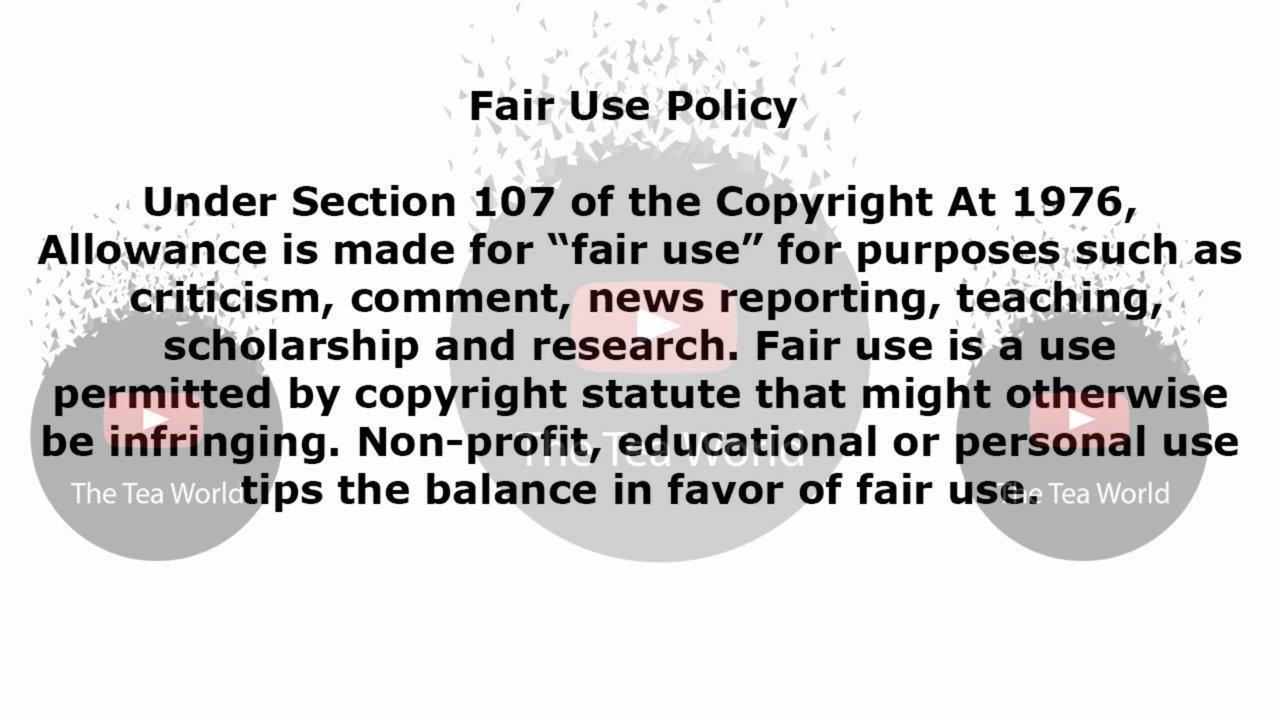 Fair Use Policy
Under Section 107 of the Copyright At 1976,
Allowance is made for “fair use” for purposes such as
criticism, comment, news reporting, teaching,
scholarship and research. Fair use is a use
permitted by copyright statute that might otherwise
be infringing. Non-profit, educational or personal use
tips the balance in favor of fair use.
The Tea World
The Tea World
The Tea World